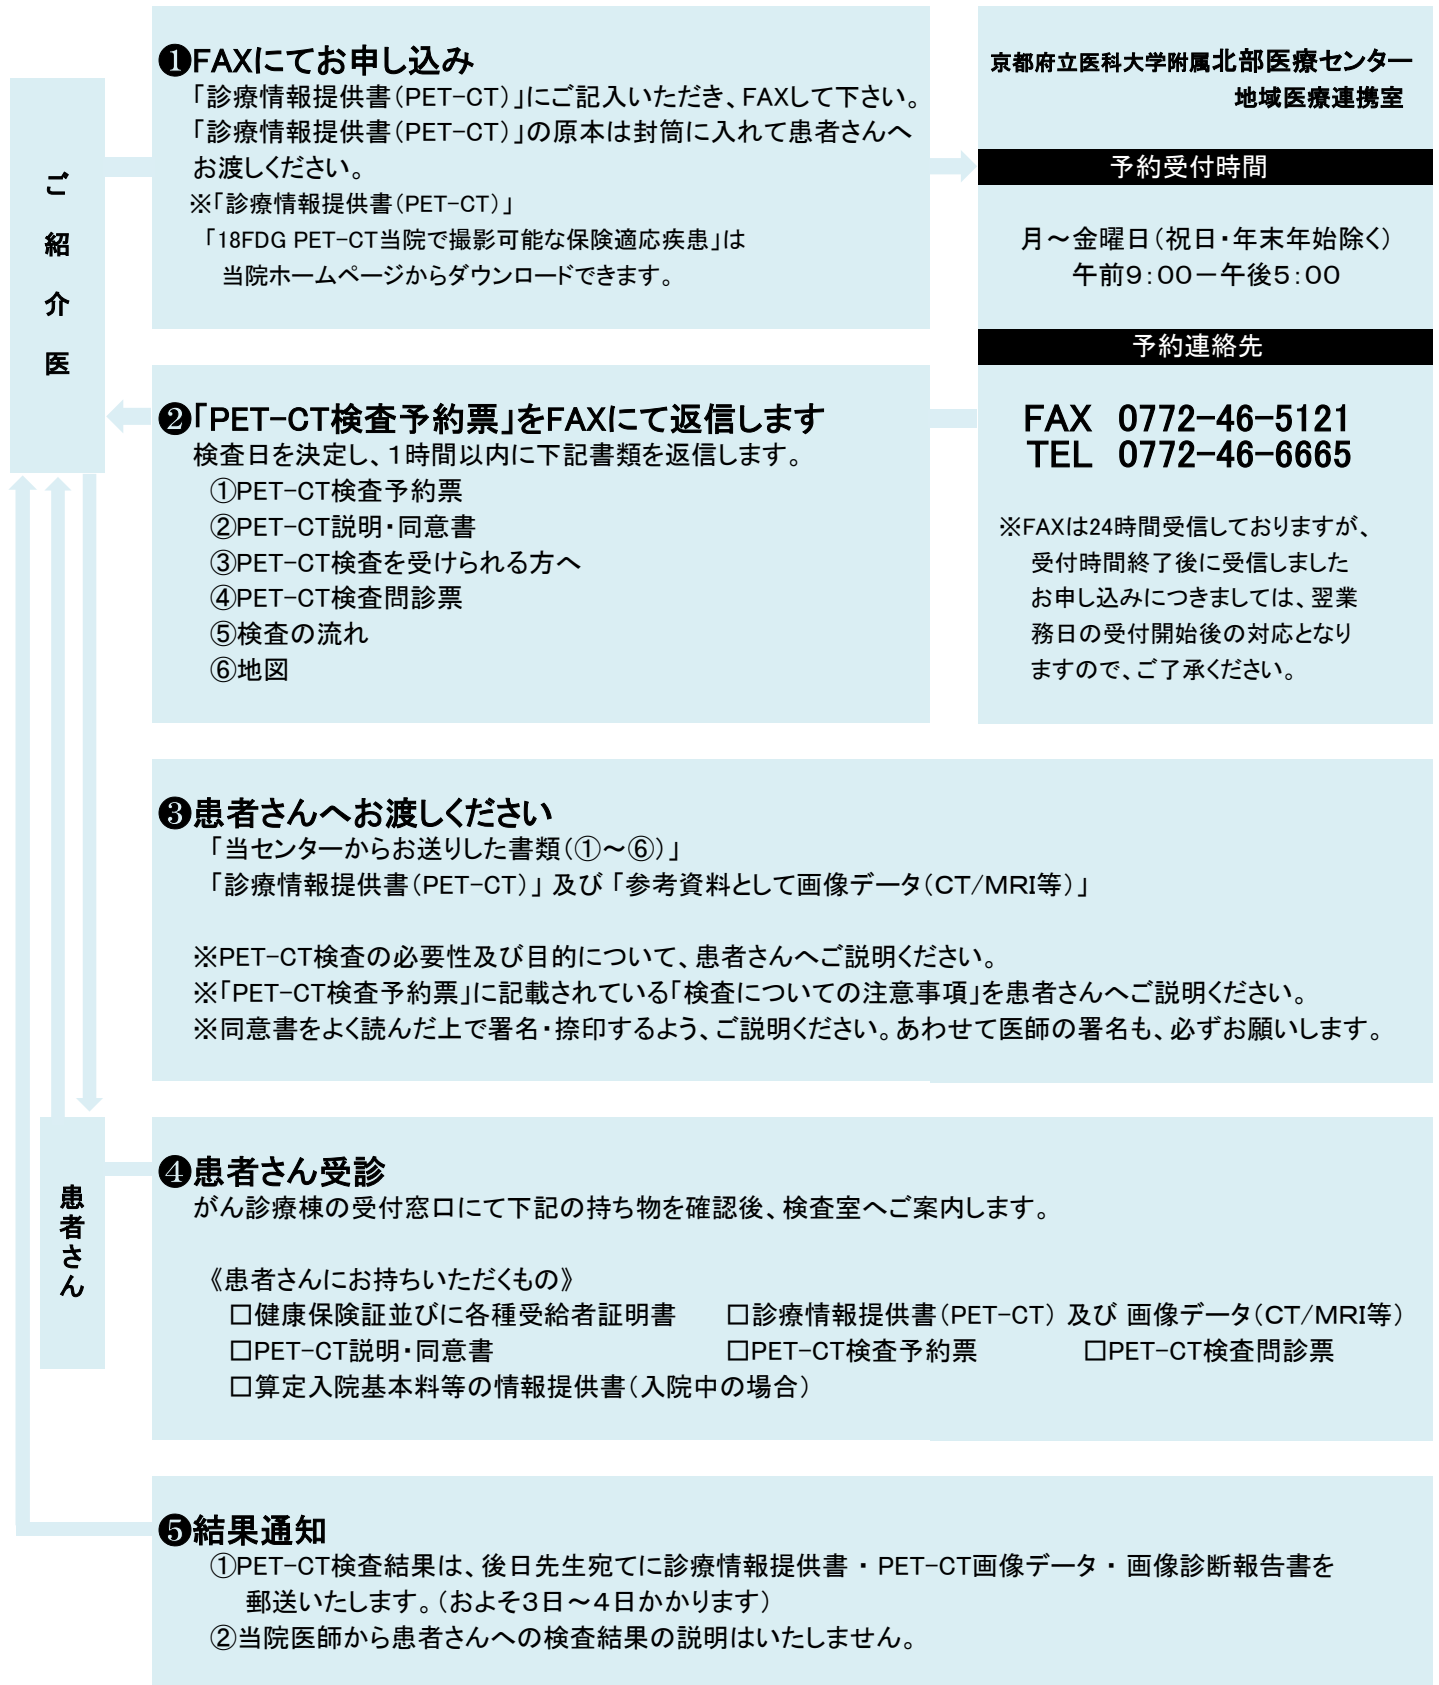 ご紹介医
❶FAXにてお申し込み
「診療情報提供書(PET-CT)」にご記入いただき、FAXして下さい。
「診療情報提供書(PET-CT)」の原本は封筒に入れて患者さんへ
お渡しください。
※「診療情報提供書(PET-CT)」
「18FDG PET-CT当院で撮影可能な保険適応疾患」は
当院ホームページからダウンロードできます。
京都府立医科大学附属北部医療センター
地域医療連携室
予約受付時間
月～金曜日(祝日・年末年始除く)
午前9:00－午後5:00
予約連絡先
FAX 0772-46-5121
TEL 0772-46-6665
※FAXは24時間受信しておりますが、
受付時間終了後に受信しました
お申し込みにつきましては、翌業
務日の受付開始後の対応となり
ますので、ご了承ください。
❷「PET-CT検査予約票」をFAXにて返信します
検査日を決定し、1時間以内に下記書類を返信します。
①PET-CT検査予約票
②PET-CT説明・同意書
③PET-CT検査を受けられる方へ
④PET-CT検査問診票
⑤検査の流れ
⑥地図
❸患者さんへお渡しください
「当センターからお送りした書類(①～⑥)」
「診療情報提供書(PET-CT)」 及び 「参考資料として画像データ(CT/MRI等)」
※PET-CT検査の必要性及び目的について、患者さんへご説明ください。
※「PET-CT検査予約票」に記載されている「検査についての注意事項」を患者さんへご説明ください。
※同意書をよく読んだ上で署名・捺印するよう、ご説明ください。あわせて医師の署名も、必ずお願いします。
患者さん
❹患者さん受診
がん診療棟の受付窓口にて下記の持ち物を確認後、検査室へご案内します。
《患者さんにお持ちいただくもの》
□健康保険証並びに各種受給者証明書 □診療情報提供書(PET-CT) 及び 画像データ(CT/MRI等)
□PET-CT説明・同意書 □PET-CT検査予約票 □PET-CT検査問診票
□算定入院基本料等の情報提供書(入院中の場合)
❺結果通知
①PET-CT検査結果は、後日先生宛てに診療情報提供書 ・ PET-CT画像データ ・ 画像診断報告書を
郵送いたします。(およそ3日～4日かかります)
②当院医師から患者さんへの検査結果の説明はいたしません。